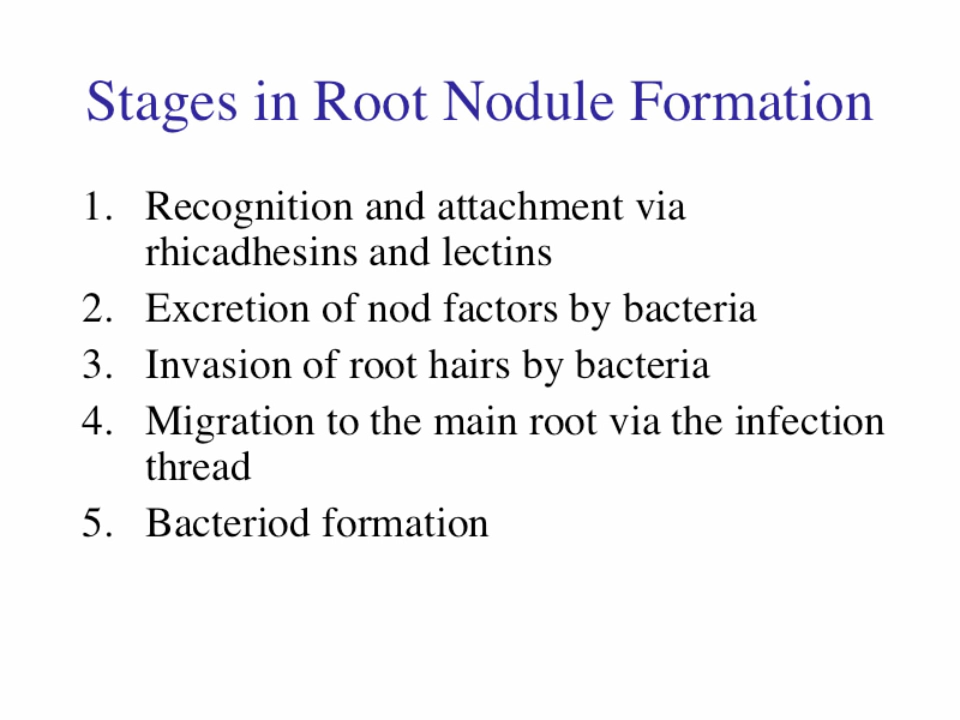 Stages in Root Nodule Formation
1. Recognition and attachment via
rhicadhesins and lectins
2. Excretion of nod factors by bacteria
3. Invasion of root hairs by bacteria
4. Migration to the main root via the infection
thread
5. Bacteriod formation